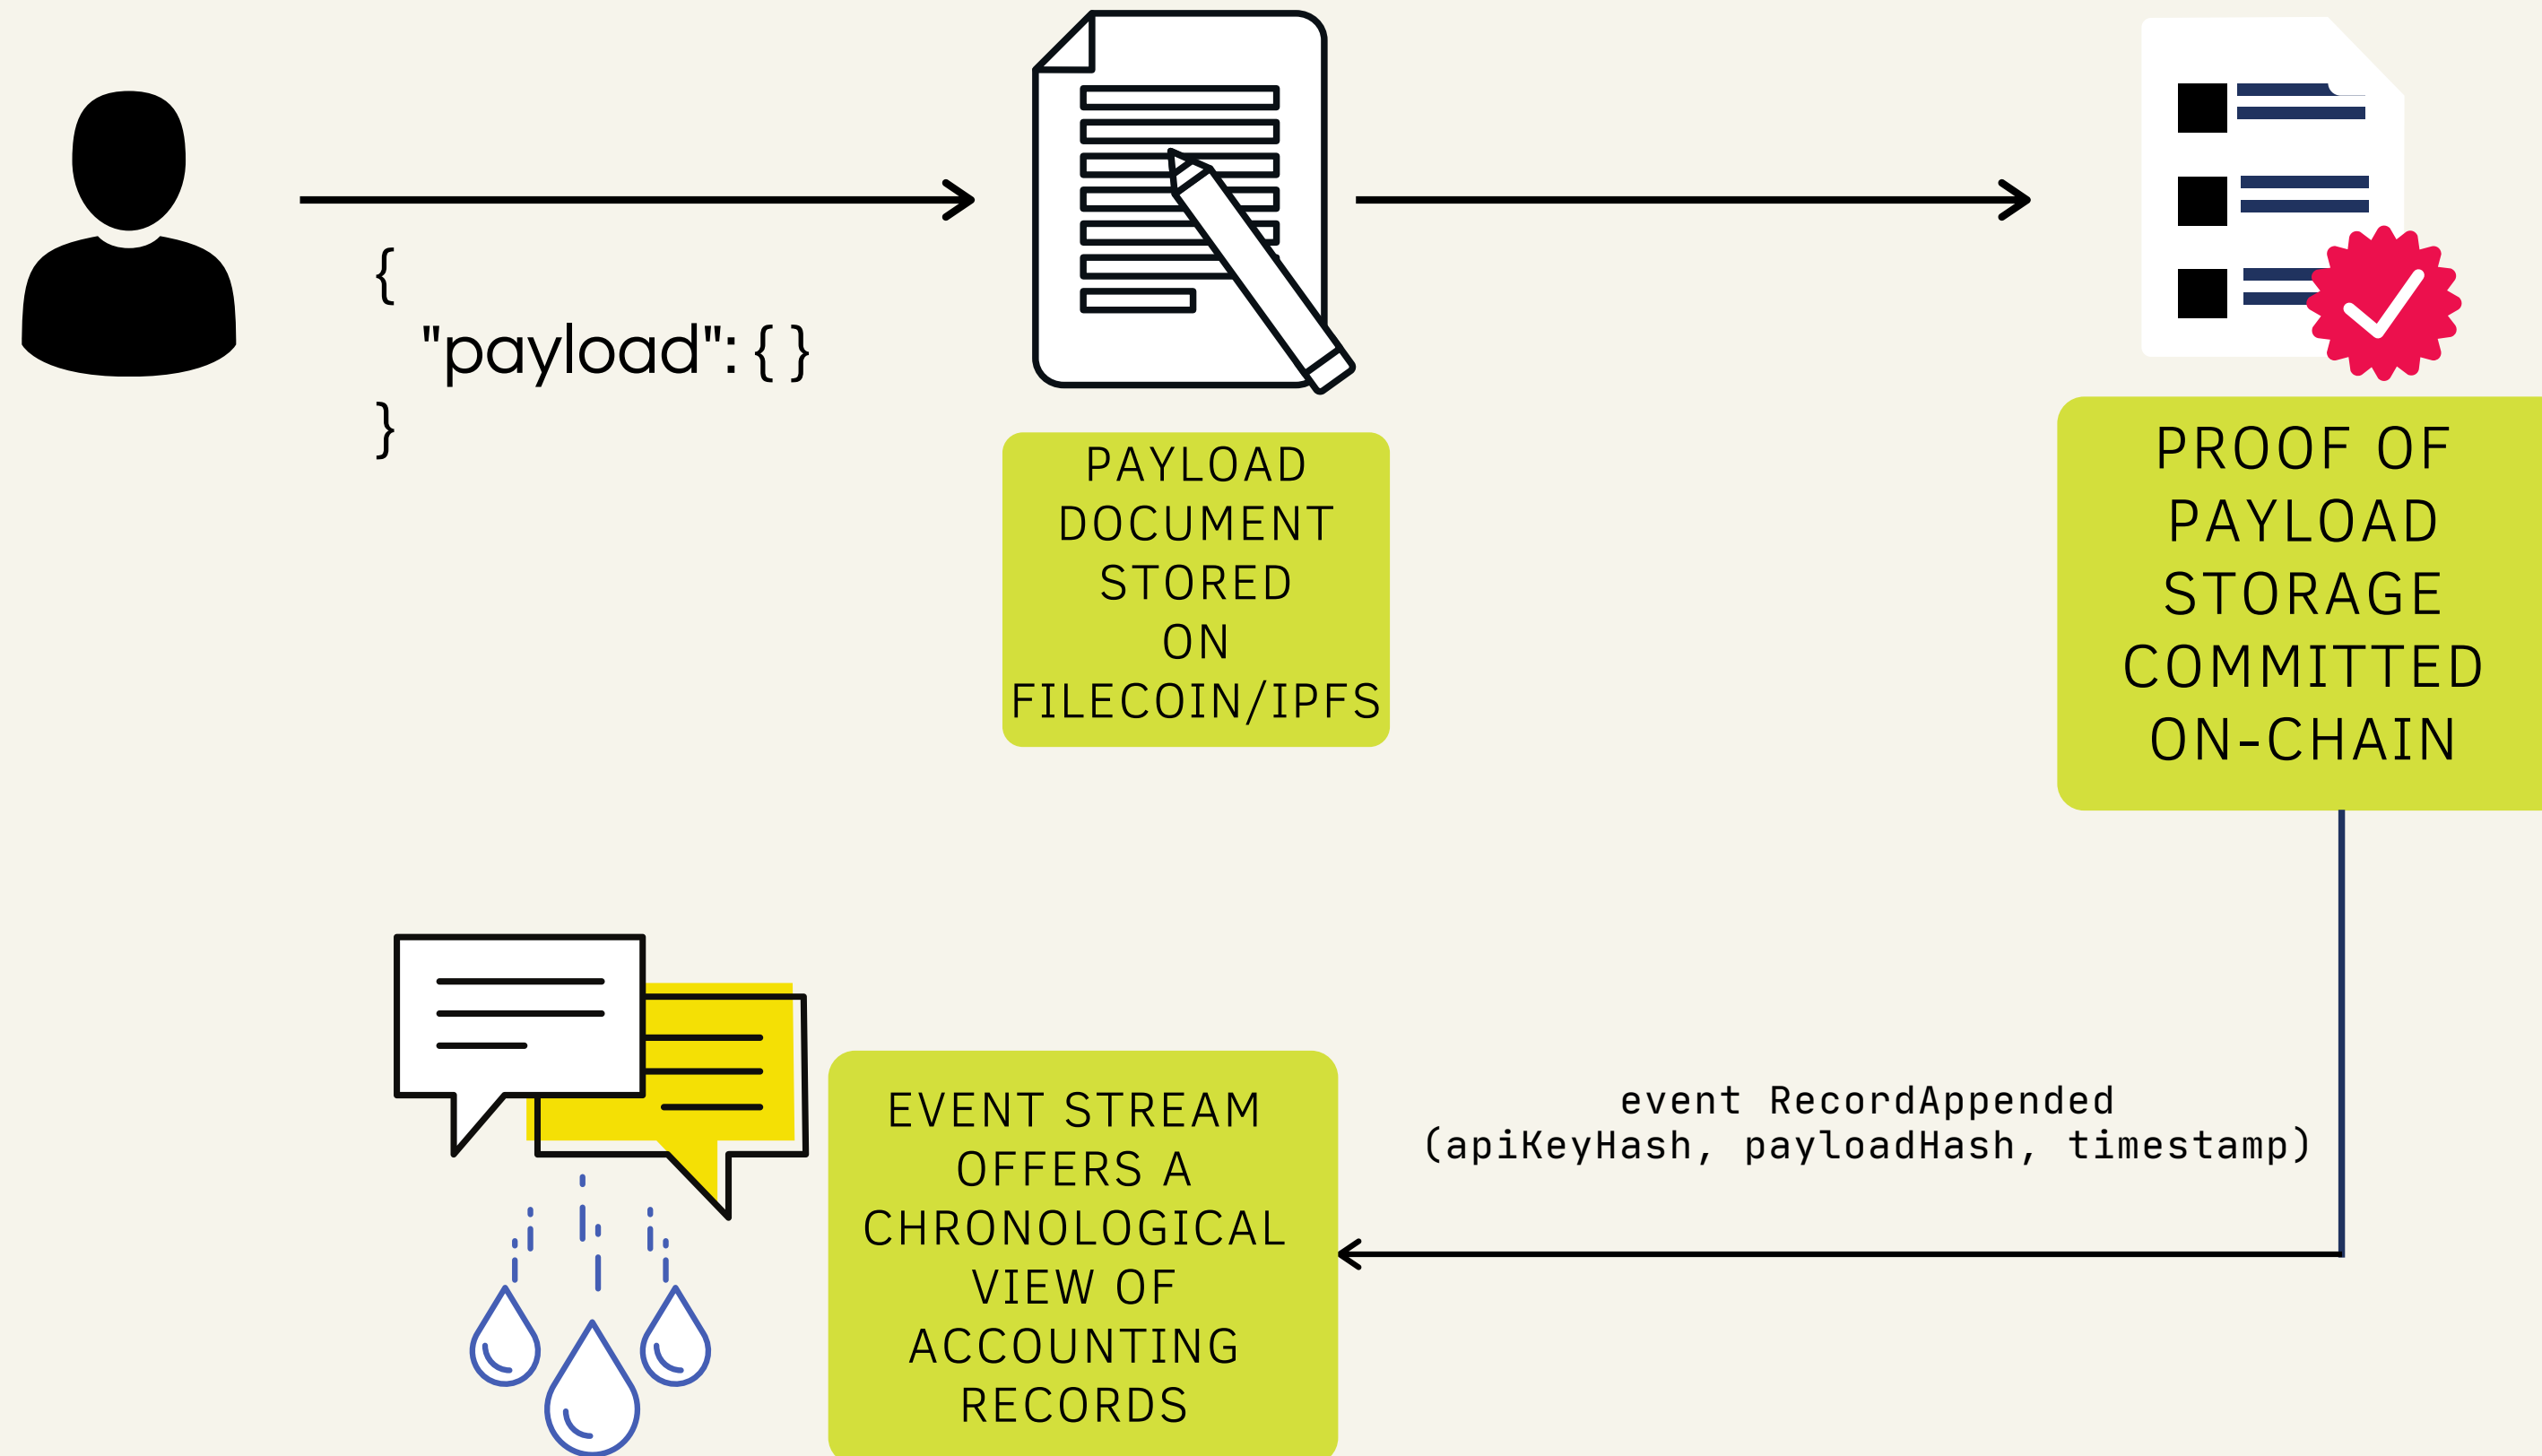 {
"payload": { }
}
PAYLOAD
DOCUMENT
STORED
ON
FILECOIN/IPFS
PROOF OF
PAYLOAD
STORAGE
COMMITTED
ON-CHAIN
event RecordAppended
(apiKeyHash, payloadHash, timestamp)
EVENT STREAM
OFFERS A
CHRONOLOGICAL
VIEW OF
ACCOUNTING
RECORDS